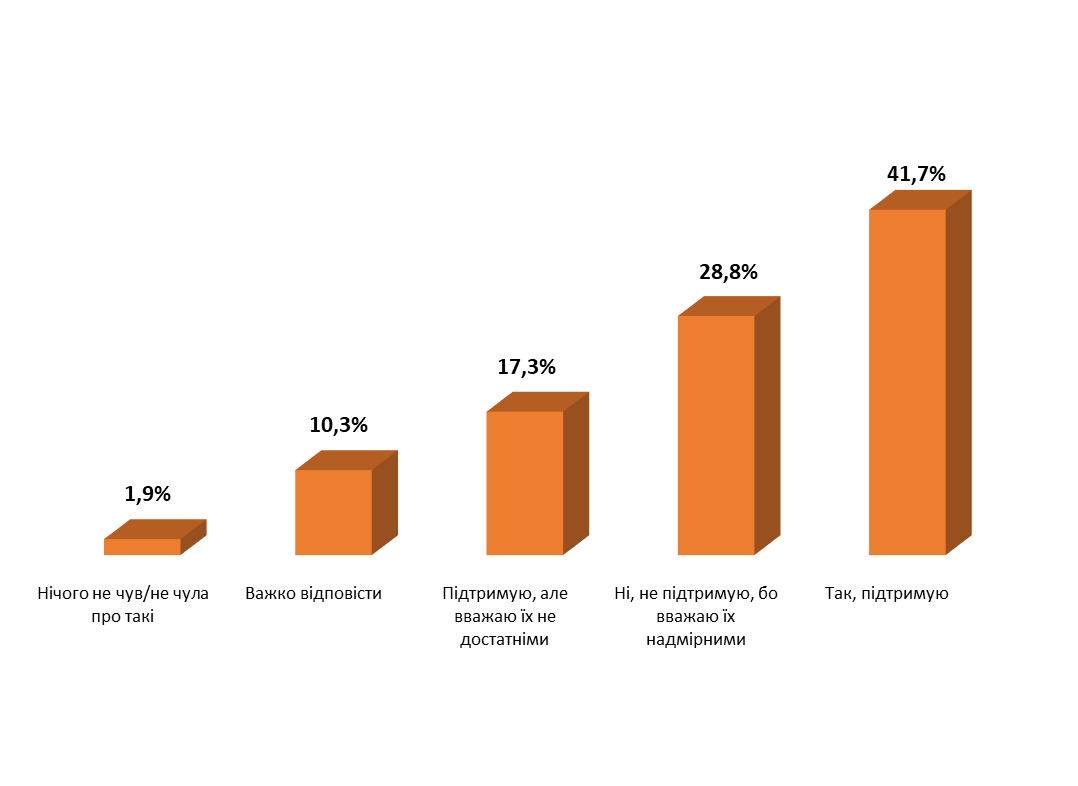 41,7%
28,8%
17,3%
10,3%
1,9%
Нічого не чув/не чула
про такі
Важко відповісти
Підтримую, але
вважаю їх не
достатніми
Ні, не підтримую, бо
вважаю їх
надмірними
Так, підтримую